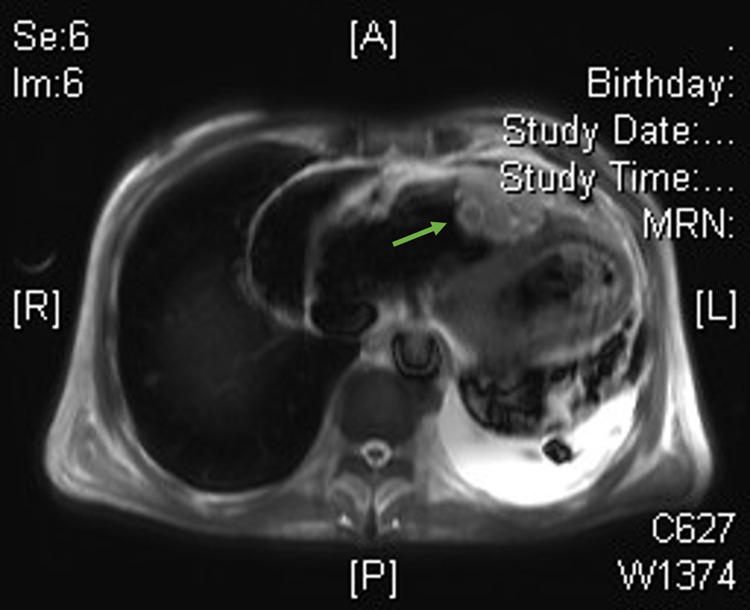 Se:6
Im:6
[A]
.
Birthday:
Study Date:...
Study Time:...
MRN:
[R]
[L]
[P]
C627
W1374